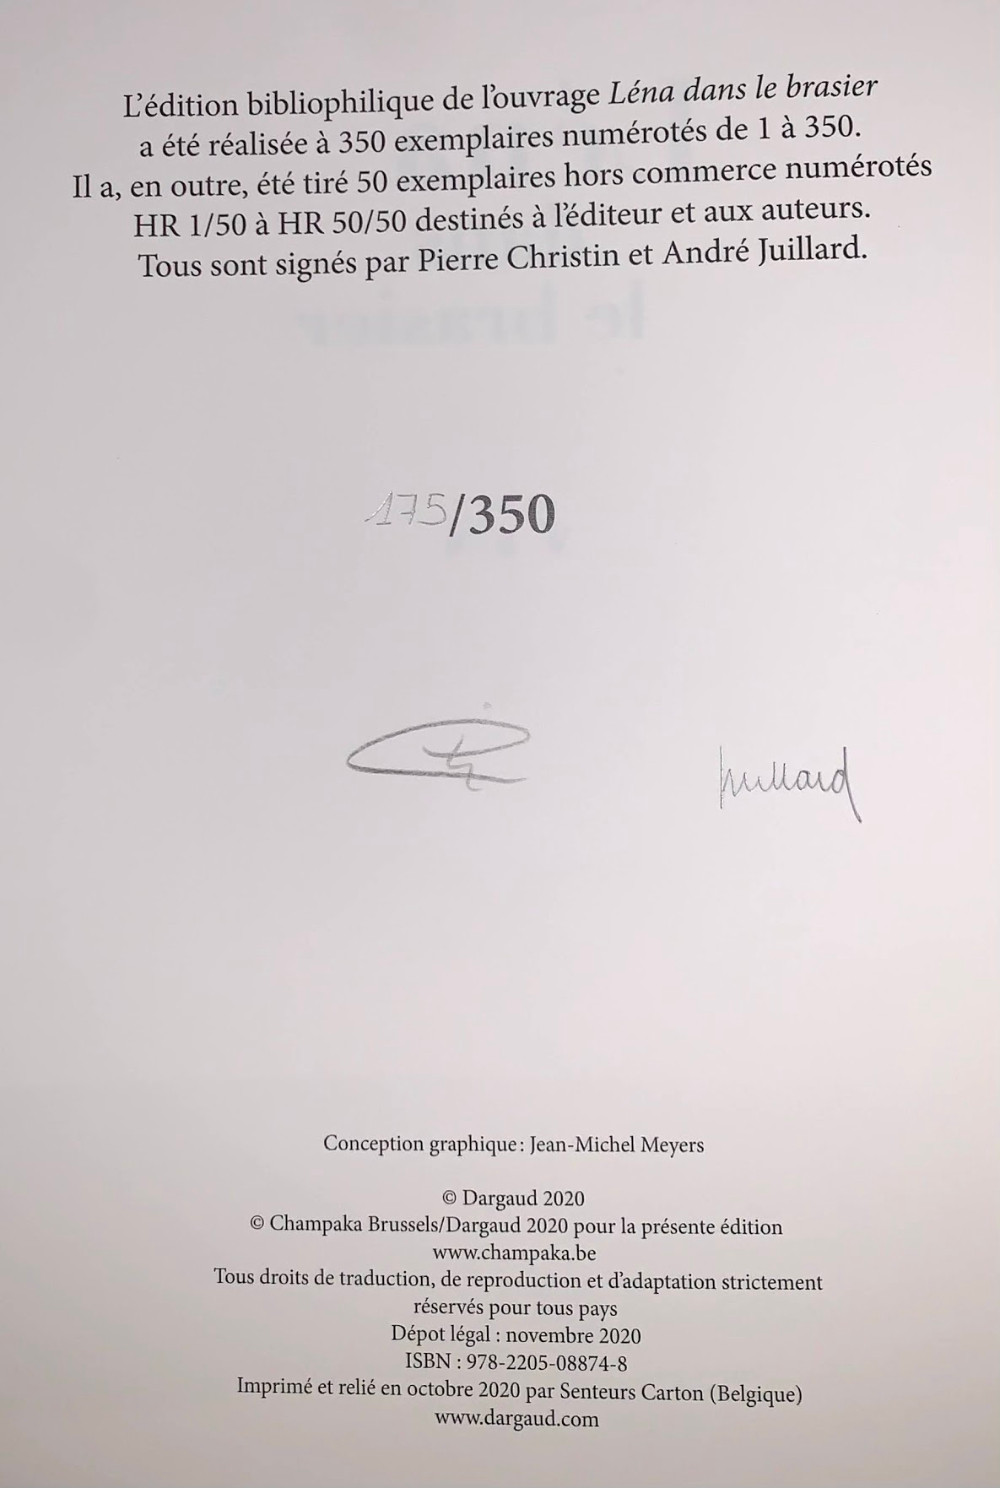 L'édition bibliophilique de l'ouvrage Léna dans le brasier
a été réalisée à 350 exemplaires numérotés de 1 à 350.
Il a, en outre, été tiré 50 exemplaires hors commerce numérotés
HR 1/50 à HR 50/50 destinés à l'éditeur et aux auteurs.
Tous sont signés par Pierre Christin et André Juillard.
175/350
Juillard
Conception graphique : Jean-Michel Meyers
© Dargaud 2020
© Champaka Brussels/Dargaud 2020 pour la présente édition
www.champaka.be
Tous droits de traduction, de reproduction et d'adaptation strictement
réservés pour tous pays
Dépot légal : novembre 2020
ISBN : 978-2205-08874-8
Imprimé et relié en octobre 2020 par Senteurs Carton (Belgique)
www.dargaud.com